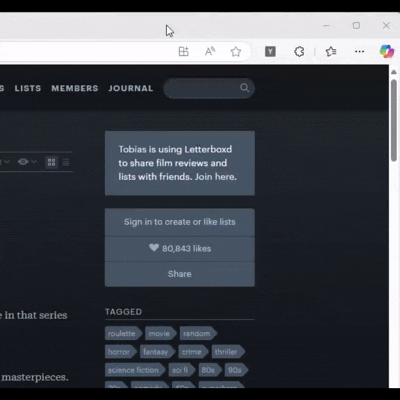 LISTS MEMBERS JOURNAL
Tobias is using Letterboxd
to share film reviews and
lists with friends. Join here.
Sign in to create or like lists
80,843 likes
Share
e in that series
TAGGED
roulette movie random
horror fantasy crime thriller
science fiction sci fi 80s 90s
masterpieces.